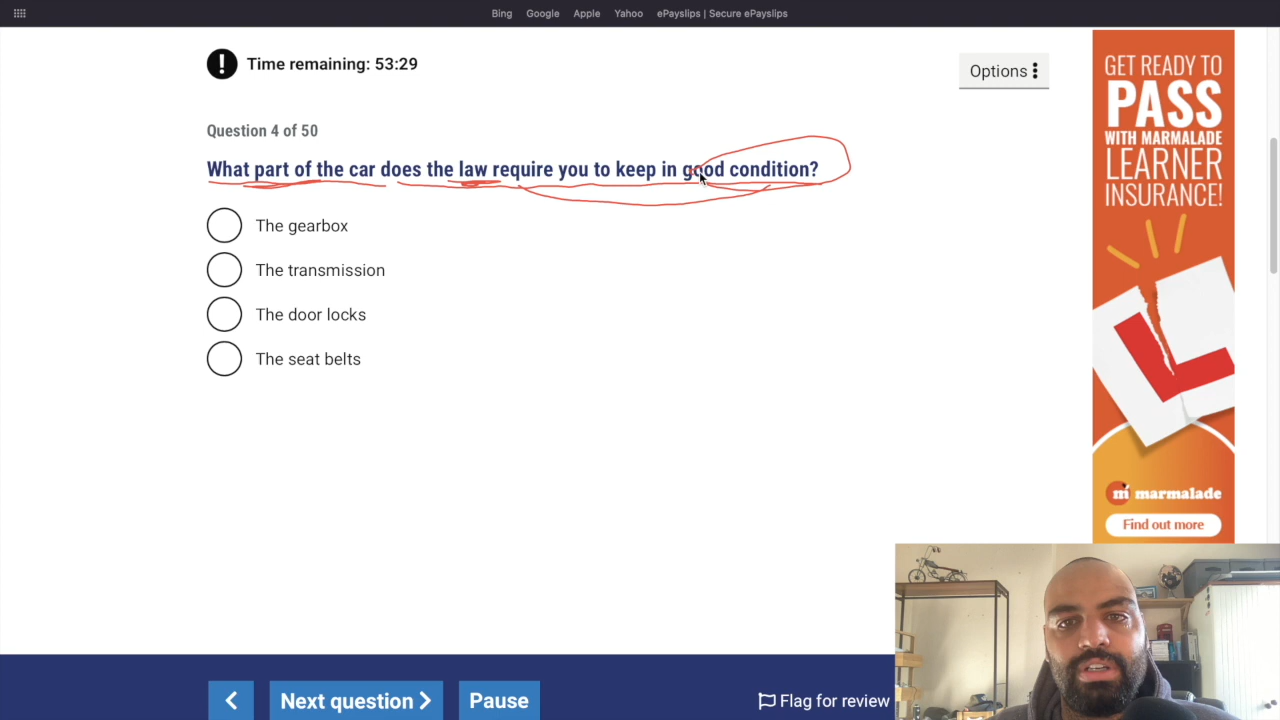 Bing Google Apple Yahoo ePayslips | Secure ePayslips
Time remaining: 53:29
Options
Question 4 of 50
What part of the car does the law require you to keep in good condition?
The gearbox
The transmission
The door locks
The seat belts
Next question
Pause
Flag for review
GET READY TO
PASS
WITH MARMALADE
LEARNER
INSURANCE!
m marmalade
Find out more